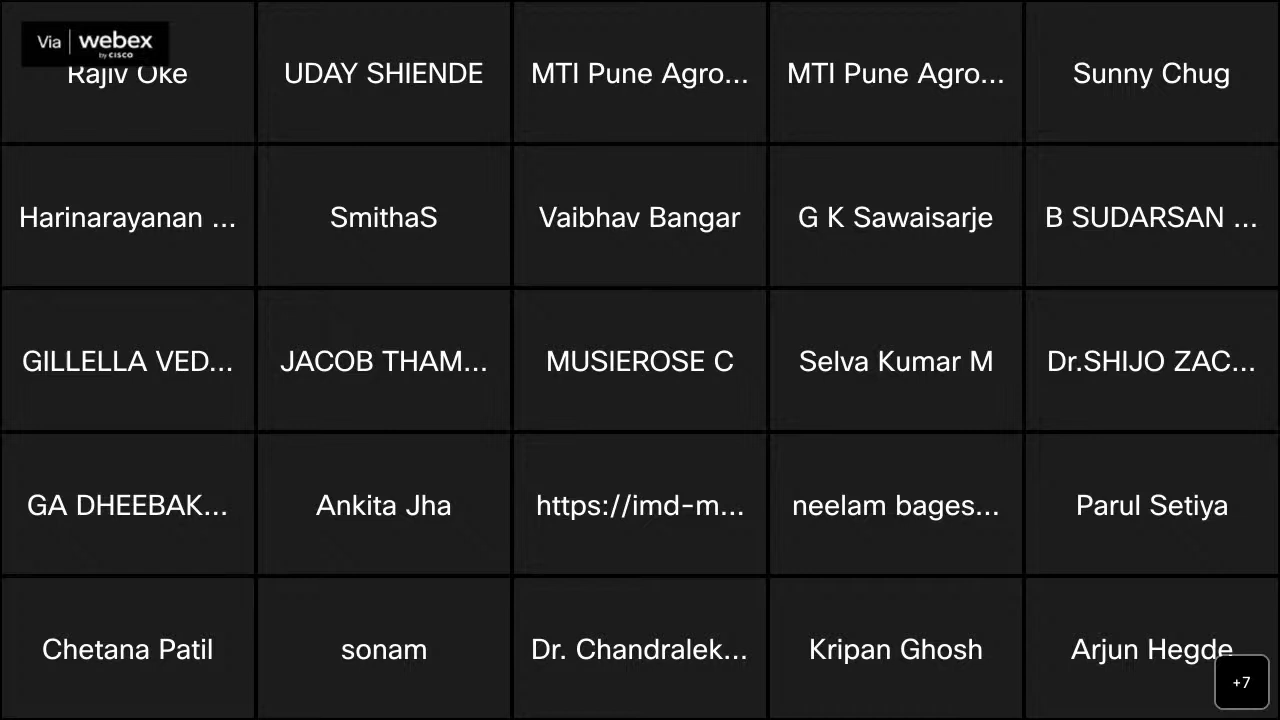 Via webex
by CISCO
Rajiv Oke
UDAY SHIENDE
MTI Pune Agro...
MTI Pune Agro...
Sunny Chug
Harinarayanan ...
SmithaS
Vaibhav Bangar
G K Sawaisarje
B SUDARSAN ...
GILLELLA VED...
JACOB THAM...
MUSIEROSE C
Selva Kumar M
Dr.SHIJO ZAC...
GA DHEEBAK...
Ankita Jha
https://imd-m...
neelam bages...
Parul Setiya
Chetana Patil
sonam
Dr. Chandralek...
Kripan Ghosh
Arjun Hegde
+7